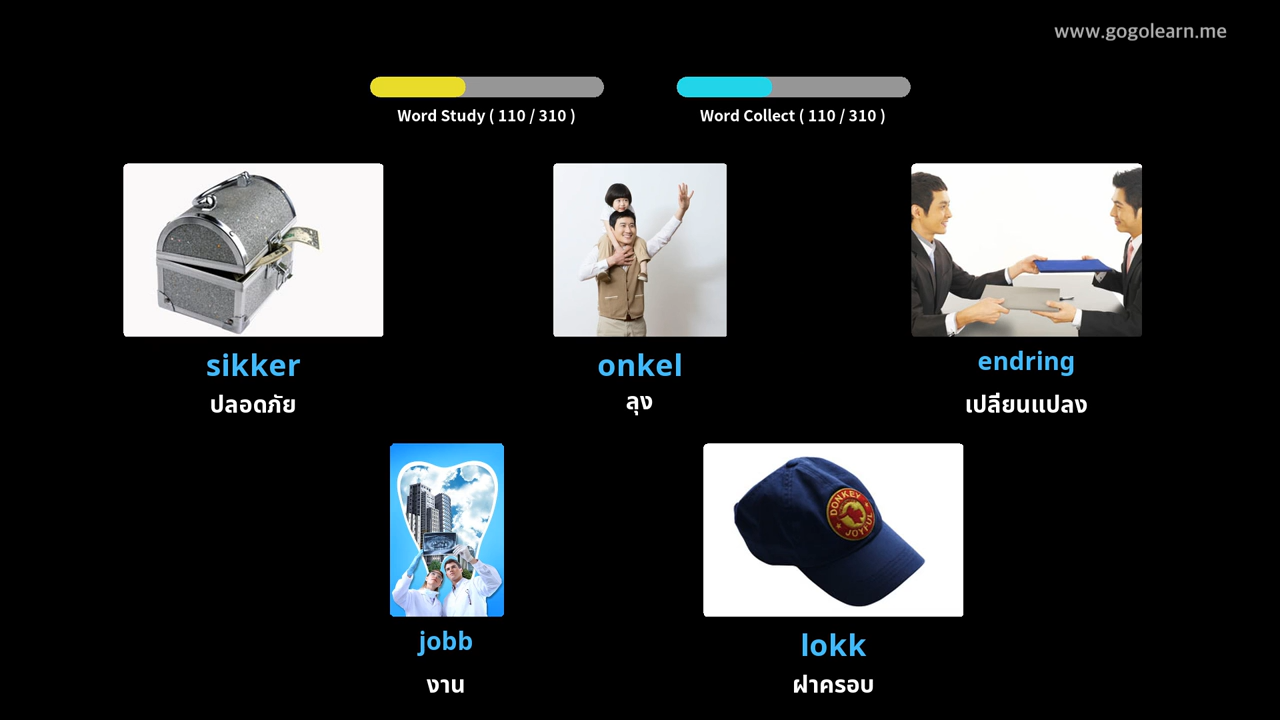 www.gogolearn.me
Word Study ( 110 / 310 )
Word Collect ( 110 / 310 )
sikker
ปลอดภัย
onkel
ลุง
endring
เปลี่ยนแปลง
DONKEY
JOYFUL
jobb
งาน
lokk
ฝาครอบ